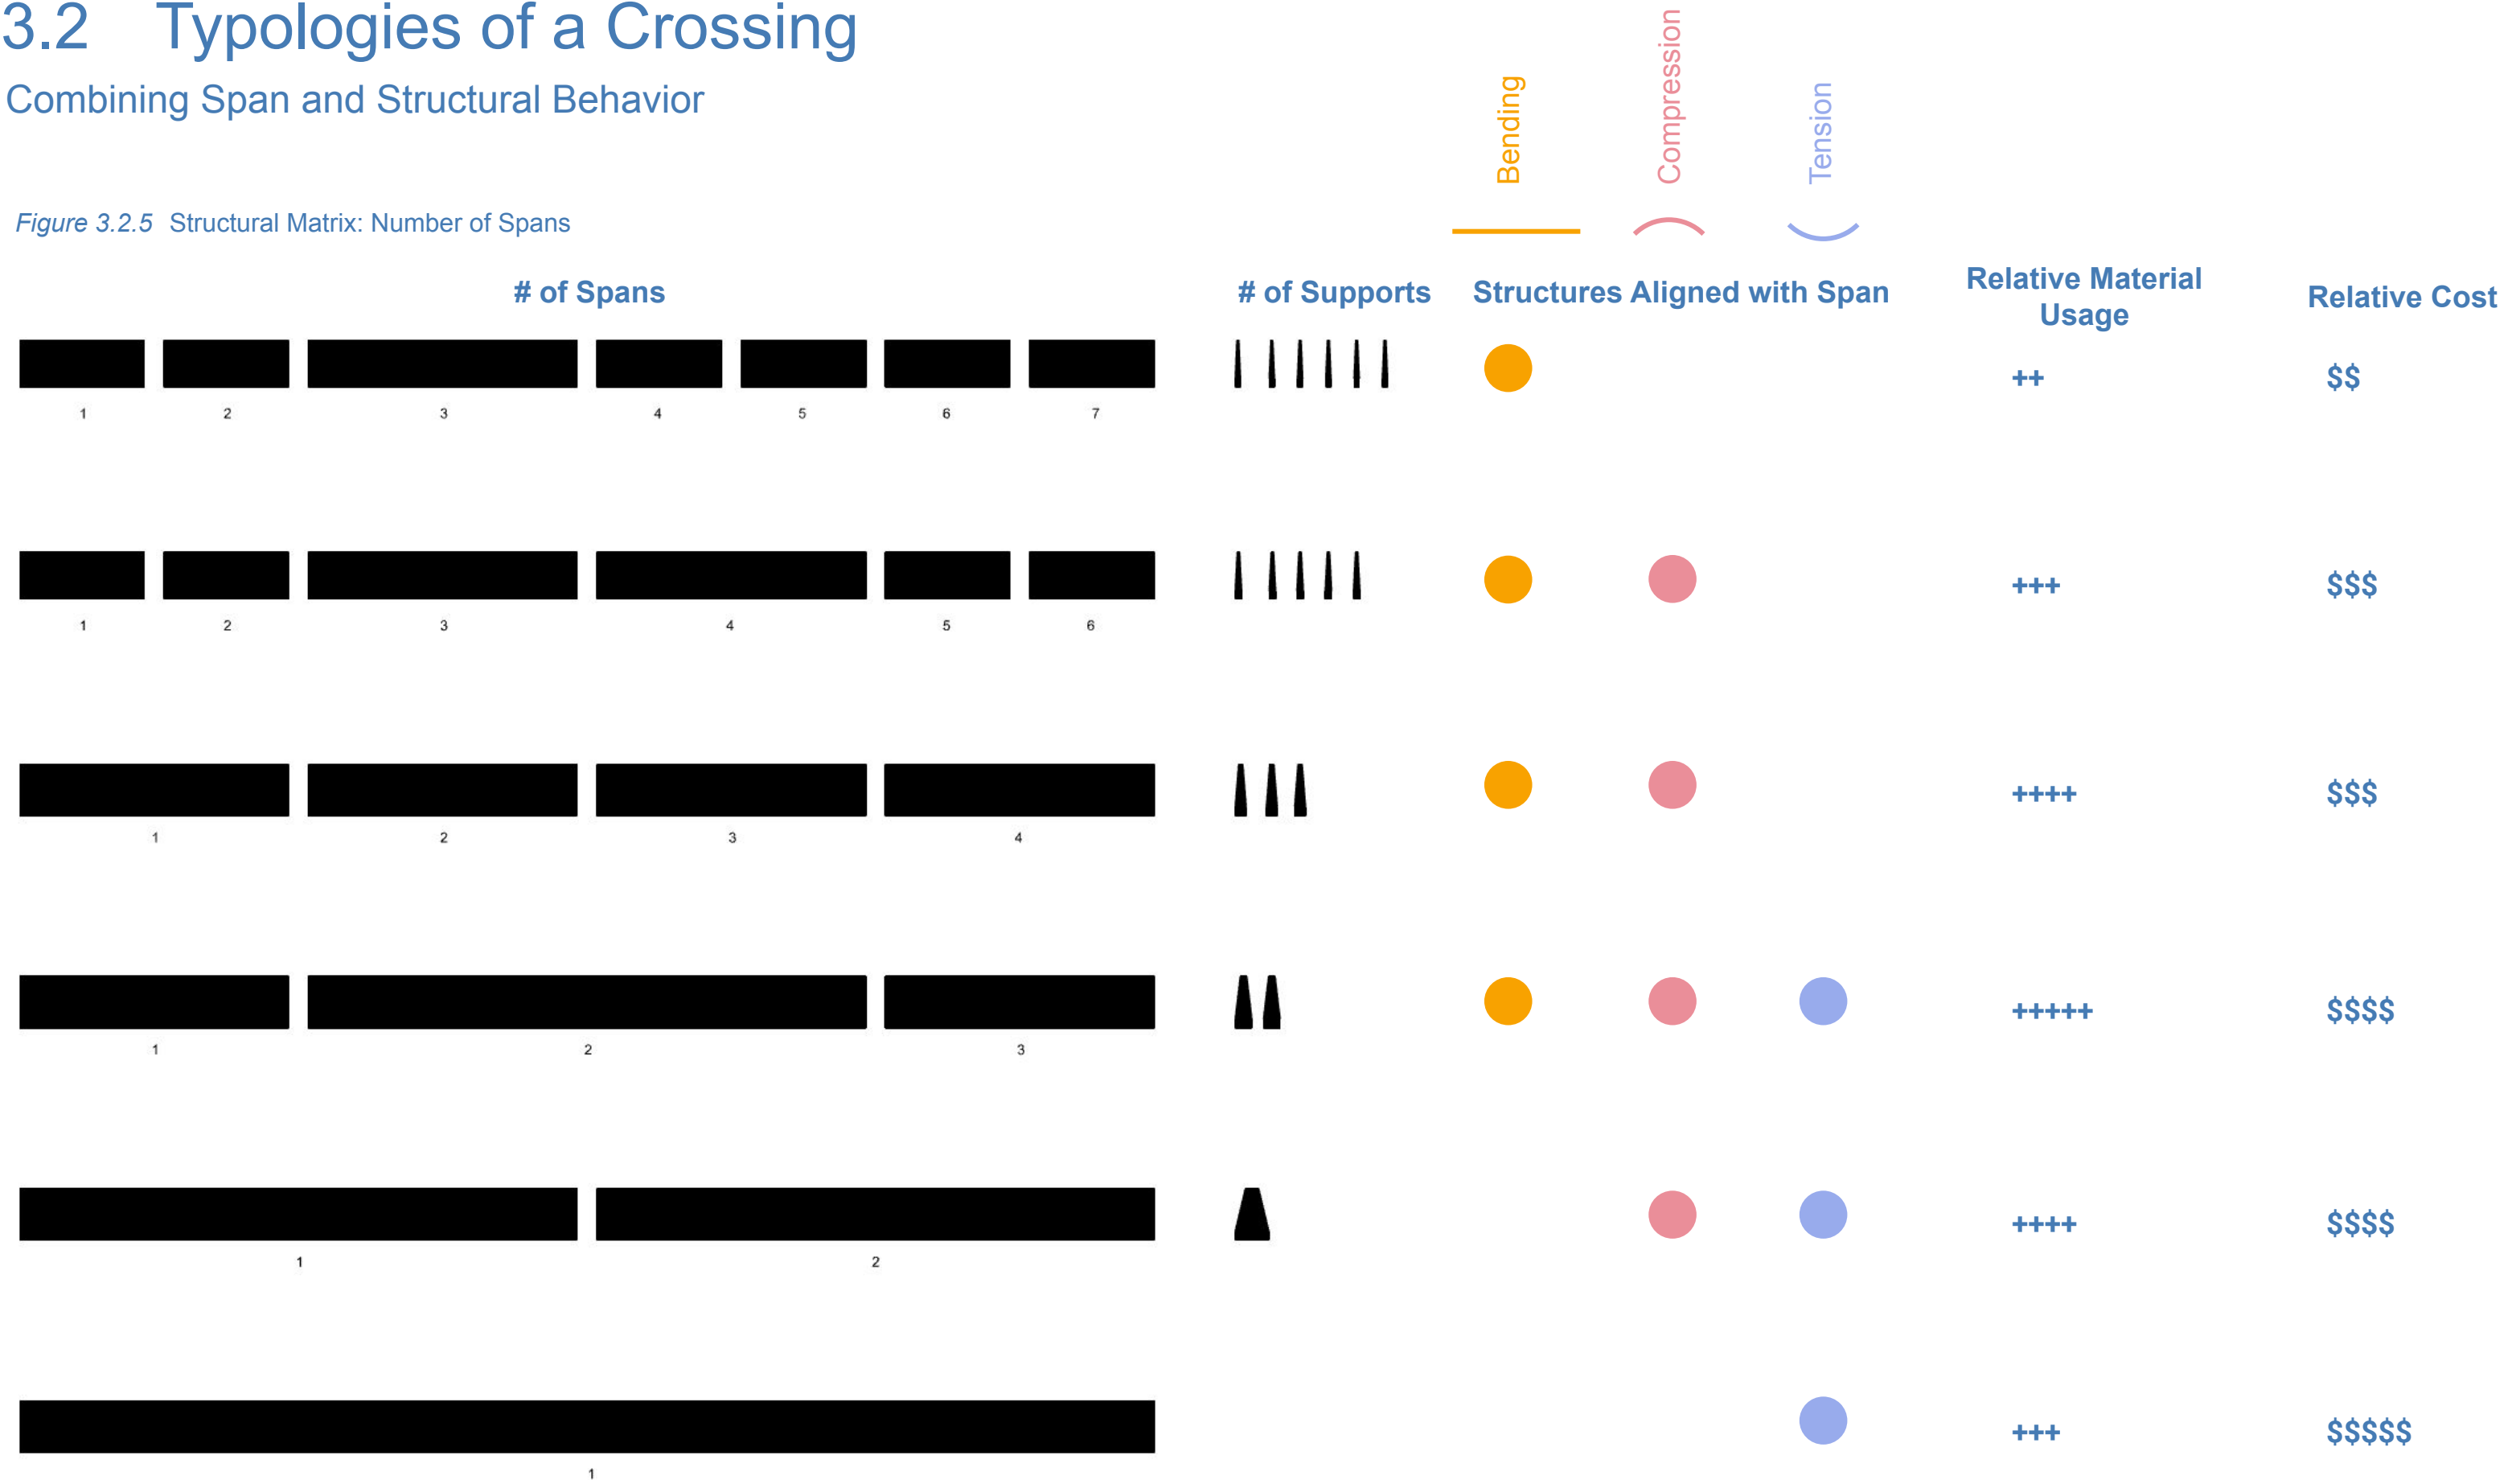 3.2 Typologies of a Crossing
Combining Span and Structural Behavior
Bending
Compression
Tension
Figure 3.2.5 Structural Matrix: Number of Spans
# of Spans
# of Supports
Structures Aligned with Span
Relative Material
Usage
Relative Cost
++ $$
1 2 3 4 5 6 7
+++ $$$
1 2 3 4 5 6
++++ $$$
1 2 3 4
+++++ $$$$
1 2 3
++++ $$$$
1 2
+++ $$$$$
1